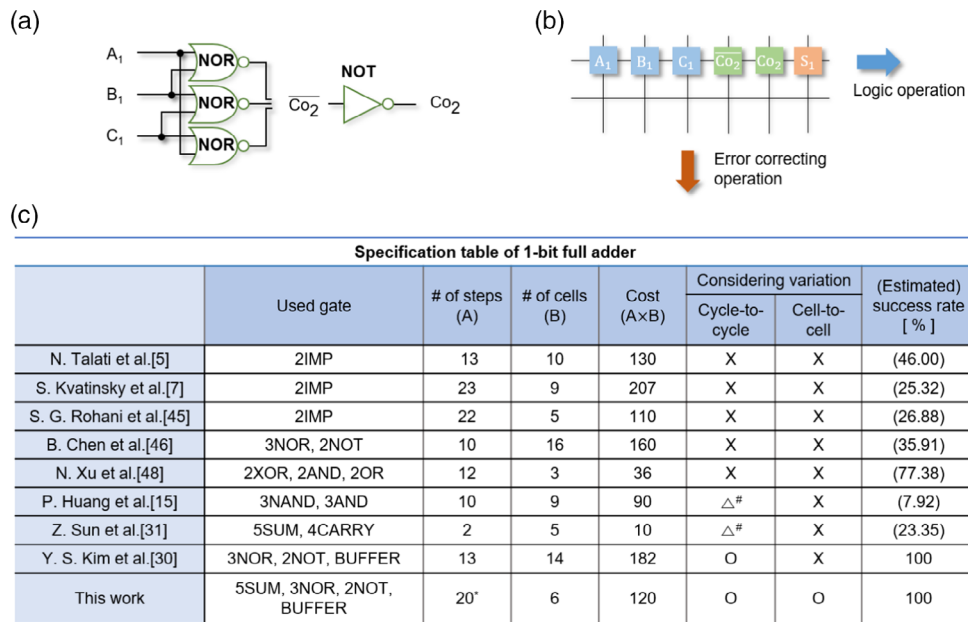 (a)
A1
B1
C1
NOR
NOR
NOR
C̅o̅2
NOT
Co2
(b)
A1 B1 C1 C̅o̅2 Co2 S1
Logic operation
Error correcting
operation
(c)
Specification table of 1-bit full adder
Used gate # of steps (A) # of cells (B) Cost (A×B) Considering variation Cycle-to-cycle Cell-to-cell (Estimated) success rate [ % ]
N. Talati et al.[5] 2IMP 13 10 130 X X (46.00)
S. Kvatinsky et al.[7] 2IMP 23 9 207 X X (25.32)
S. G. Rohani et al.[45] 2IMP 22 5 110 X X (26.88)
B. Chen et al.[46] 3NOR, 2NOT 10 16 160 X X (35.91)
N. Xu et al.[48] 2XOR, 2AND, 2OR 12 3 36 X X (77.38)
P. Huang et al.[15] 3NAND, 3AND 10 9 90 △# X (7.92)
Z. Sun et al.[31] 5SUM, 4CARRY 2 5 10 △# X (23.35)
Y. S. Kim et al.[30] 3NOR, 2NOT, BUFFER 13 14 182 O X 100
This work 5SUM, 3NOR, 2NOT, BUFFER 20* 6 120 O O 100